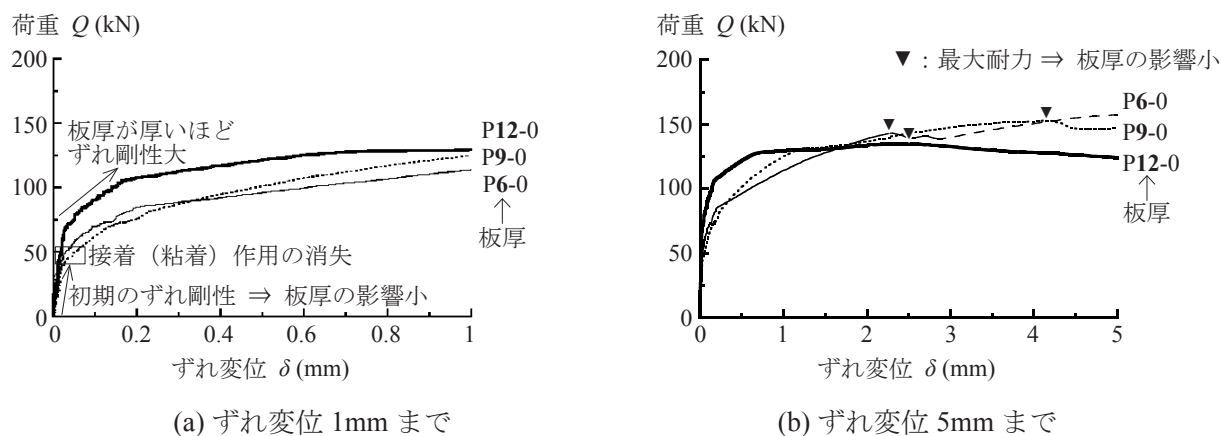 荷重 Q (kN)
200
150
100
50
0
板厚が厚いほど
ずれ剛性大
接着（粘着）作用の消失
初期のずれ剛性 ⇒ 板厚の影響小
P12-0
P9-0
P6-0
↑
板厚
0 0.2 0.4 0.6 0.8 1
ずれ変位 δ (mm)
(a) ずれ変位 1mm まで
荷重 Q (kN)
200
150
100
50
0
▼ : 最大耐力 ⇒ 板厚の影響小
P6-0
P9-0
P12-0
↑
板厚
0 1 2 3 4 5
ずれ変位 δ (mm)
(b) ずれ変位 5mm まで